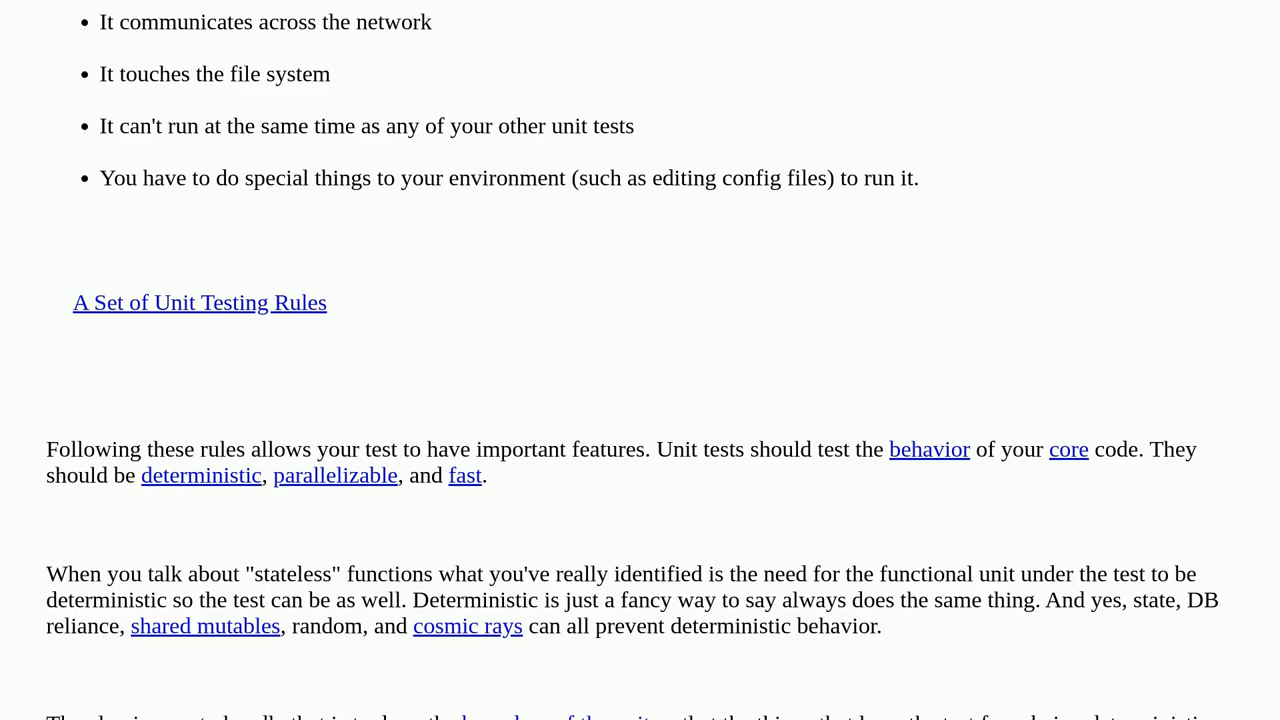 It communicates across the network
It touches the file system
It can't run at the same time as any of your other unit tests
You have to do special things to your environment (such as editing config files) to run it.
A Set of Unit Testing Rules
Following these rules allows your test to have important features. Unit tests should test the behavior of your core code. They
should be deterministic, parallelizable, and fast.
When you talk about "stateless" functions what you've really identified is the need for the functional unit under the test to be
deterministic so the test can be as well. Deterministic is just a fancy way to say always does the same thing. And yes, state, DB
reliance, shared mutables, random, and cosmic rays can all prevent deterministic behavior.